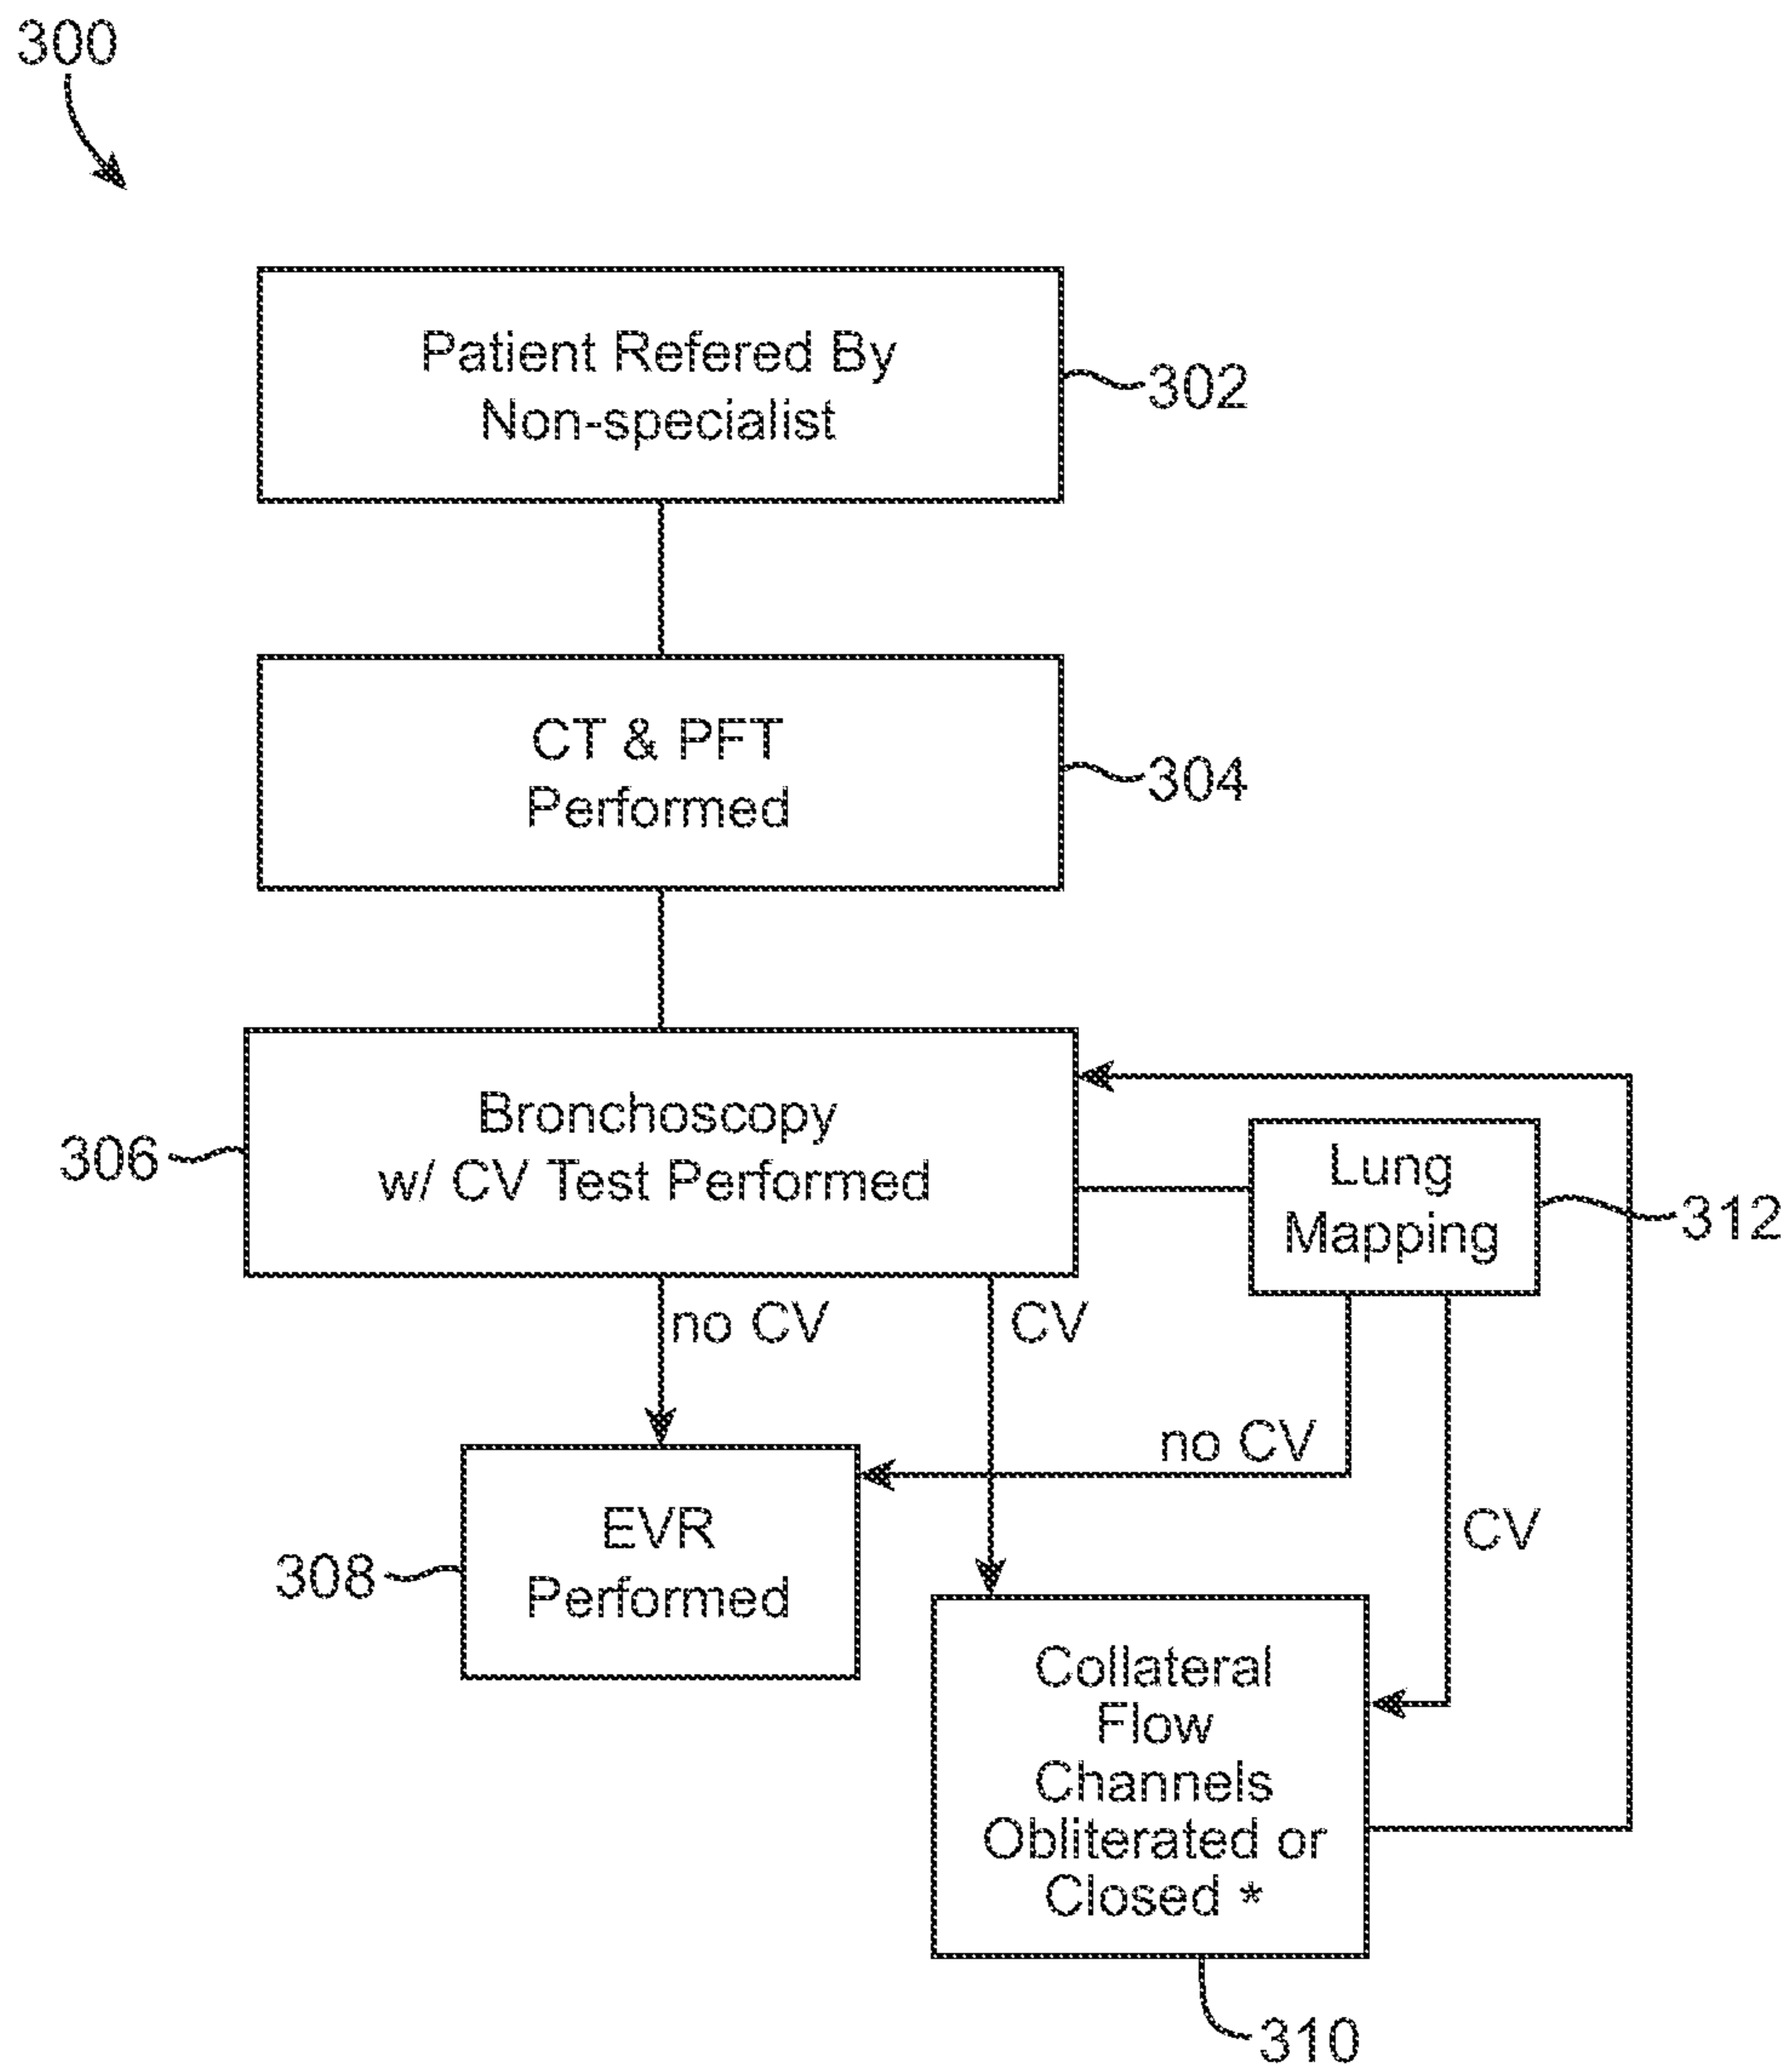 300
Patient Refered By
Non-specialist
302
CT & PFT
Performed
304
Bronchoscopy
w/ CV Test Performed
306
Lung
Mapping
312
no CV
CV
no CV
CV
EVR
Performed
308
Collateral
Flow
Channels
Obliterated or
Closed *
310